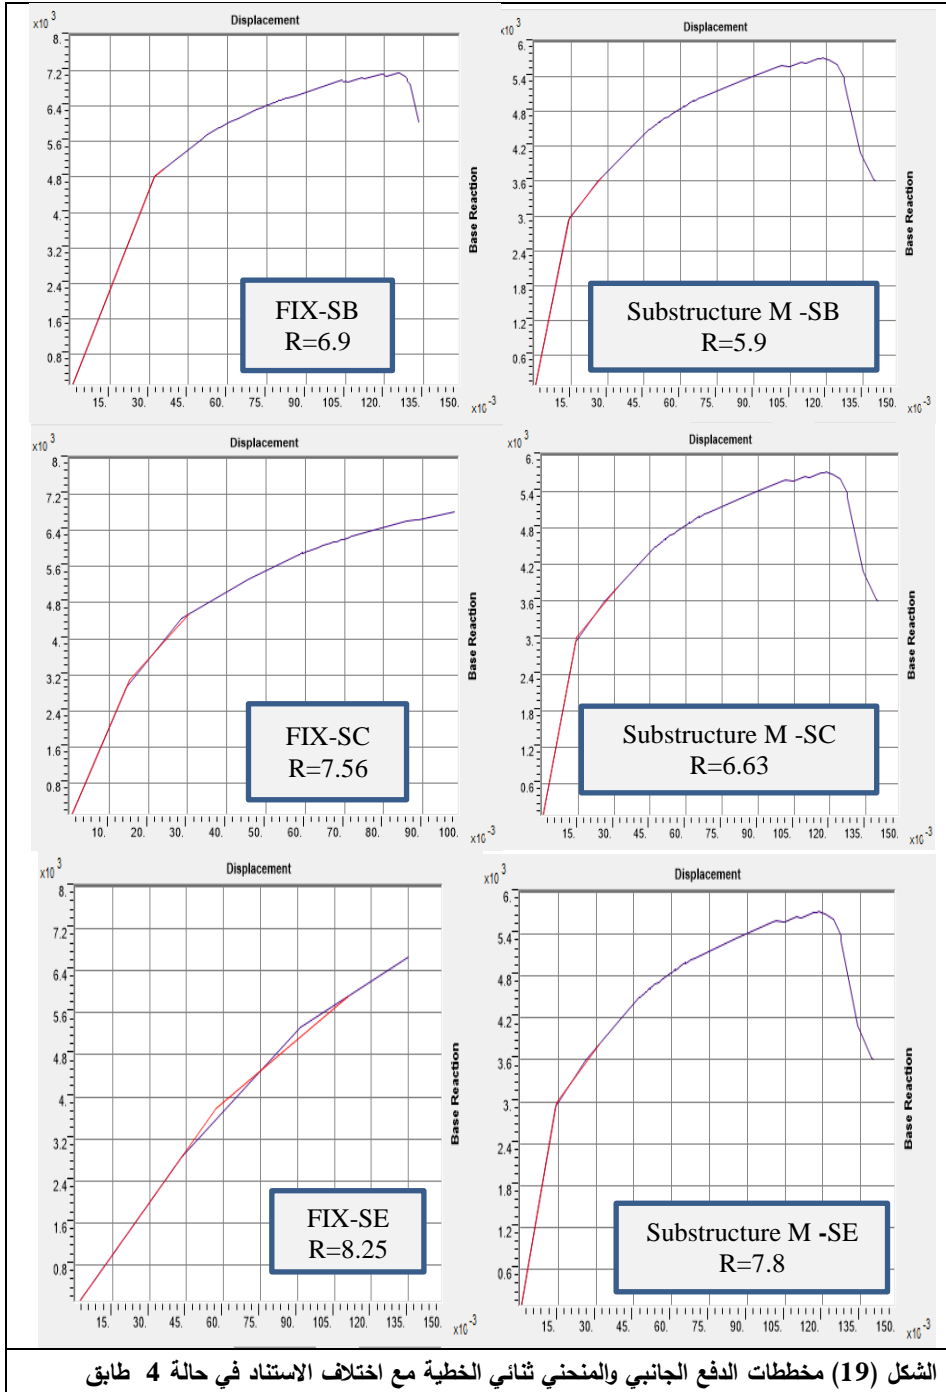 Displacement
x10 3
8.
7.2
6.4
5.6
4.8
4.
3.2
2.4
1.6
0.8
Base Reaction
FIX-SB
R=6.9
15. 30. 45. 60. 75. 90. 105. 120. 135. 150.
x10 -3
Displacement
x10 3
6.
5.4
4.8
4.2
3.6
3.
2.4
1.8
1.2
0.6
Base Reaction
Substructure M -SB
R=5.9
15. 30. 45. 60. 75. 90. 105. 120. 135. 150.
x10 -3
Displacement
x10 3
8.
7.2
6.4
5.6
4.8
4.
3.2
2.4
1.6
0.8
Base Reaction
FIX-SC
R=7.56
10. 20. 30. 40. 50. 60. 70. 80. 90. 100.
x10 -3
Displacement
x10 3
6.
5.4
4.8
4.2
3.6
3.
2.4
1.8
1.2
0.6
Base Reaction
Substructure M -SC
R=6.63
15. 30. 45. 60. 75. 90. 105. 120. 135. 150.
x10 -3
Displacement
x10 3
8.
7.2
6.4
5.6
4.8
4.
3.2
2.4
1.6
0.8
Base Reaction
FIX-SE
R=8.25
15. 30. 45. 60. 75. 90. 105. 120. 135. 150.
x10 -3
Displacement
x10 3
6.
5.4
4.8
4.2
3.6
3.
2.4
1.8
1.2
0.6
Base Reaction
Substructure M -SE
R=7.8
15. 30. 45. 60. 75. 90. 105. 120. 135. 150.
x10 -3
الشكل (19) مخططات الدفع الجانبي والمنحني ثنائي الخطية مع اختلاف الاستناد في حالة 4 طابق